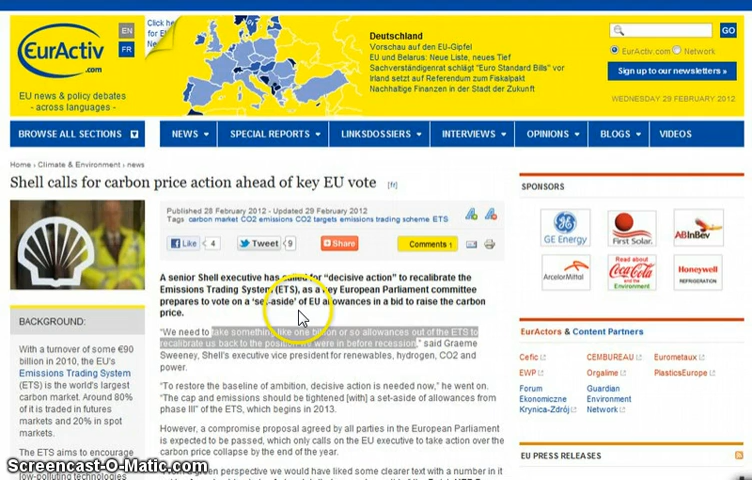 EurActiv
.com
EU news & policy debates
- across languages -
EN
FR
Click he
for E
Ne
Deutschland
Vorschau auf den EU-Gipfel
EU und Belarus: Neue Liste, neues Tief
Sachverständigenrat schlägt "Euro Standard Bills" vor
Irland setzt auf Referendum zum Fiskalpakt
Nachhaltige Finanzen in der Stadt der Zukunft
GO
EurActiv.com Network
Sign up to our newsletters »
WEDNESDAY 29 FEBRUARY 2012
BROWSE ALL SECTIONS
NEWS
SPECIAL REPORTS
LINKSDOSSIERS
INTERVIEWS
OPINIONS
BLOGS
VIDEOS
Home › Climate & Environment › news
Shell calls for carbon price action ahead of key EU vote [fr]
Published 28 February 2012 - Updated 29 February 2012
Tags carbon market CO2 emissions CO2 targets emissions trading scheme ETS
Like 4
Tweet 9
Share
Comments 1
A senior Shell executive has called for "decisive action" to recalibrate the
Emissions Trading System (ETS), as a key European Parliament committee
prepares to vote on a 'set-aside' of EU allowances in a bid to raise the carbon
price.
"We need to take something like one billion or so allowances out of the ETS to
recalibrate us back to the position we were in before recession," said Graeme
Sweeney, Shell's executive vice president for renewables, hydrogen, CO2 and
power.
"To restore the baseline of ambition, decisive action is needed now," he went on.
"The cap and emissions should be tightened [with] a set-aside of allowances from
phase III" of the ETS, which begins in 2013.
However, a compromise proposal agreed by all parties in the European Parliament
is expected to be passed, which only calls on the EU executive to take action over the
carbon price collapse by the end of the year.
green perspective we would have liked some clearer text with a number in it
BACKGROUND:
With a turnover of some €90
billion in 2010, the EU's
Emissions Trading System
(ETS) is the world's largest
carbon market. Around 80%
of it is traded in futures
markets and 20% in spot
markets.
The ETS aims to encourage
low-polluting technologies
SPONSORS
GE Energy
First Solar.
ABInBev
ArcelorMittal
Read about
Coca-Cola
and the
Environment
Honeywell
REFRIGERATION
EurActors & Content Partners
Cefic
CEMBUREAU
Eurometaux
EWP
Orgalime
PlasticsEurope
Forum
Ekonomiczne
Krynica-Zdrój
Guardian
Environment
Network
EU PRESS RELEASES
Screencast-O-Matic.com